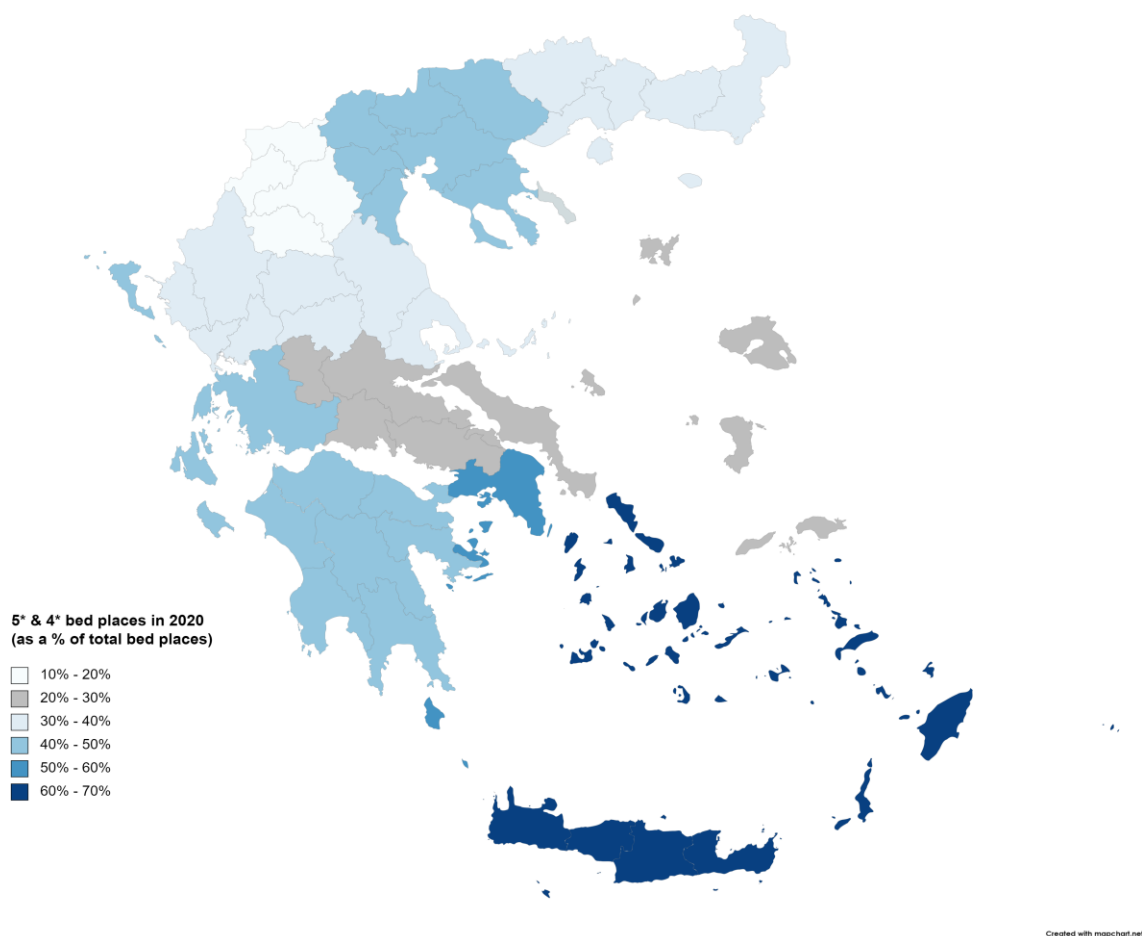 5* & 4* bed places in 2020
(as a % of total bed places)
10% - 20%
20% - 30%
30% - 40%
40% - 50%
50% - 60%
60% - 70%
Created with mapchart.net